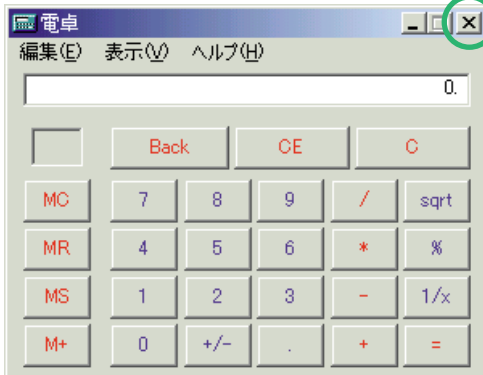 電卓
編集(E) 表示(V) ヘルプ(H)
0.
Back CE C
MC 7 8 9 / sqrt
MR 4 5 6 * %
MS 1 2 3 - 1/x
M+ 0 +/- . + =